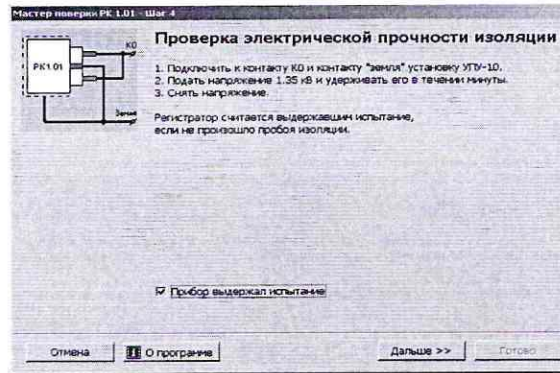 Мастер поверки РК 1.01 - Шаг 4
Проверка электрической прочности изоляции
КО
РК1.01
Земля
1. Подключить к контакту КО и контакту "земля" установку УПУ-10.
2. Подать напряжение 1.35 кВ и удерживать его в течении минуты.
3. Снять напряжение.
Регистратор считается выдержавшим испытание,
если не произошло пробоя изоляции.
Прибор выдержал испытание
Отмена
О программе
Дальше >>
Готово